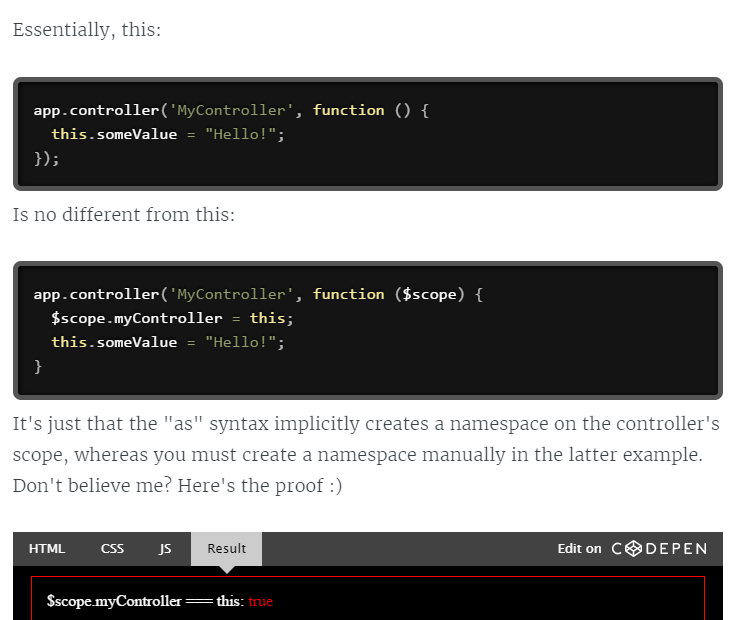 Essentially, this:
app.controller('MyController', function () {
  this.someValue = "Hello!";
});
Is no different from this:
app.controller('MyController', function ($scope) {
  $scope.myController = this;
  this.someValue = "Hello!";
}
It's just that the "as" syntax implicitly creates a namespace on the controller's
scope, whereas you must create a namespace manually in the latter example.
Don't believe me? Here's the proof :)
HTML CSS JS Result Edit on CODEPEN
$scope.myController === this: true